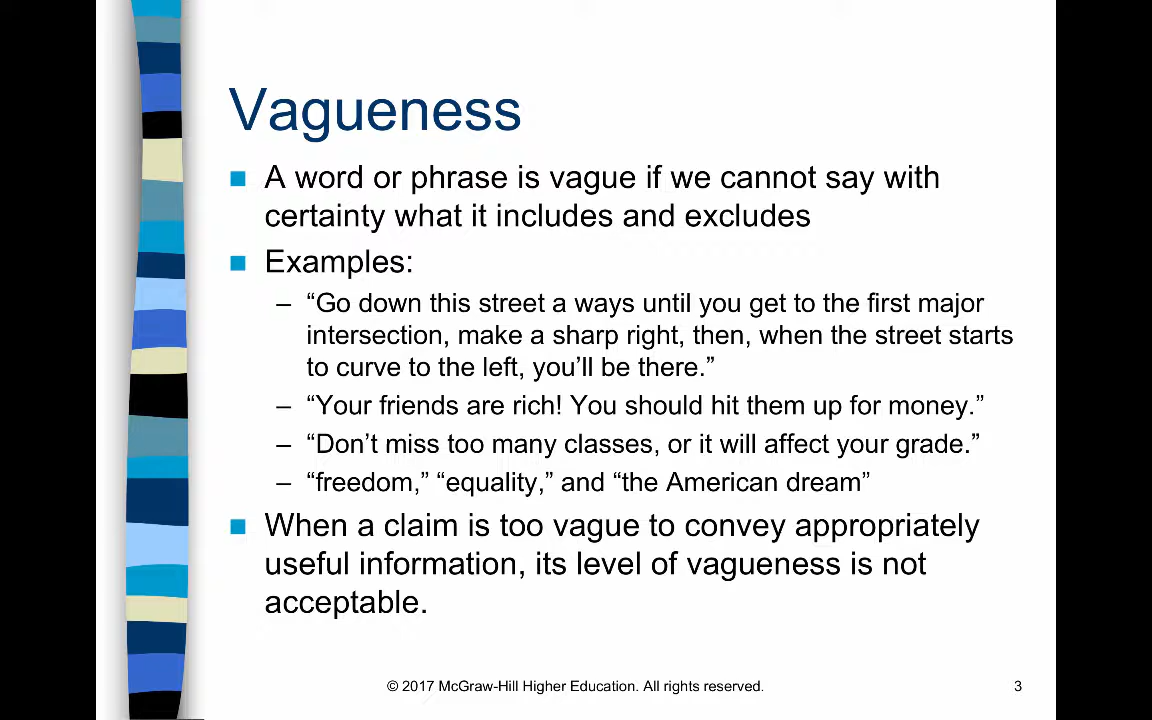 Vagueness
■ A word or phrase is vague if we cannot say with
certainty what it includes and excludes
■ Examples:
– “Go down this street a ways until you get to the first major
intersection, make a sharp right, then, when the street starts
to curve to the left, you’ll be there.”
– “Your friends are rich! You should hit them up for money.”
– “Don’t miss too many classes, or it will affect your grade.”
– “freedom,” “equality,” and “the American dream”
■ When a claim is too vague to convey appropriately
useful information, its level of vagueness is not
acceptable.
© 2017 McGraw-Hill Higher Education. All rights reserved.
3